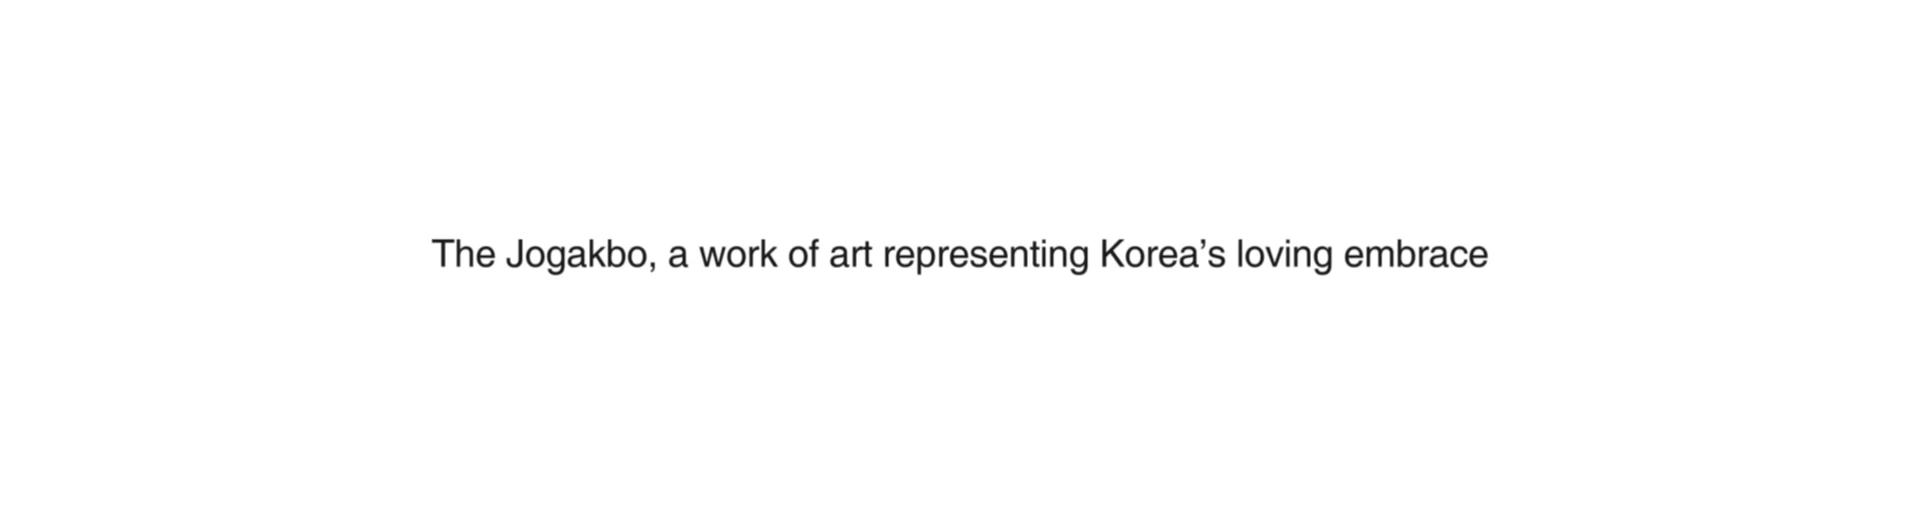 The Jogakbo, a work of art representing Korea’s loving embrace